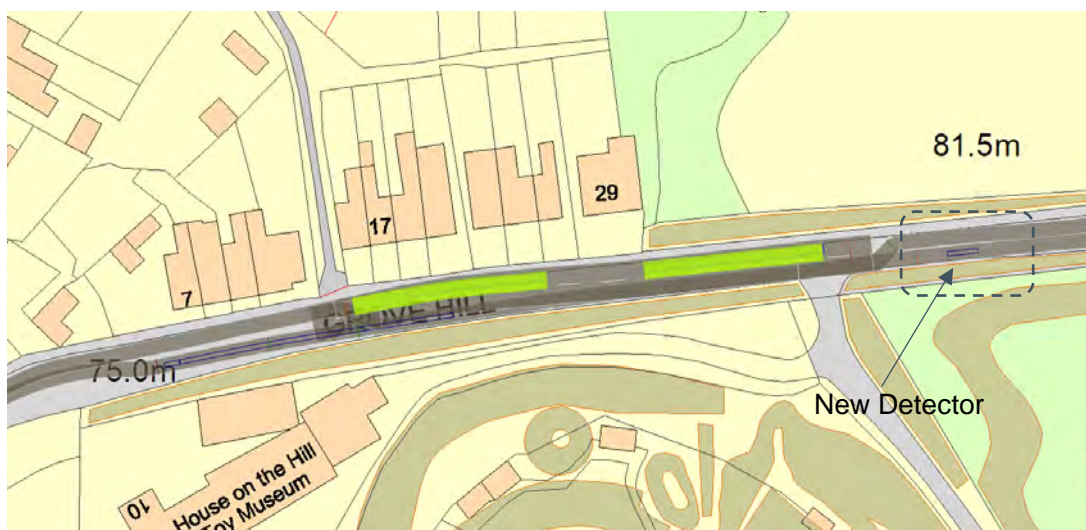 81.5m
29
17
7
GROVE HILL
75.0m
New Detector
House on the Hill
Toy Museum
10